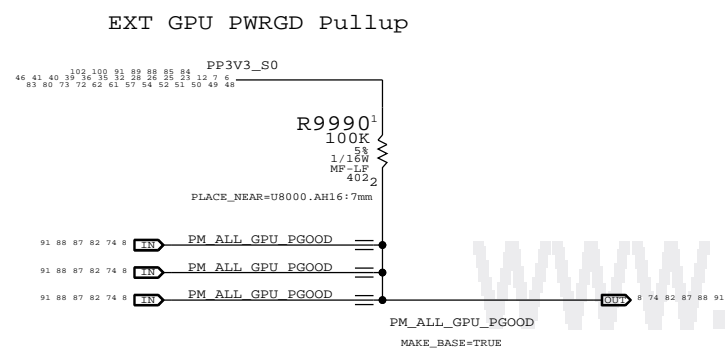 EXT GPU PWRGD Pullup
PP3V3_S0
102 100 91 89 88 85 84
46 41 40 39 36 35 32 28 26 25 23 12 7 6
83 80 73 72 62 61 57 54 52 51 50 49 48
R9990
1
100K
5%
1/16W
MF-LF
402
2
PLACE_NEAR=U8000.AH16:7mm
91 88 87 82 74 8 IN PM_ALL_GPU_PGOOD
91 88 87 82 74 8 IN PM_ALL_GPU_PGOOD
91 88 87 82 74 8 IN PM_ALL_GPU_PGOOD
OUT 8 74 82 87 88 91
PM_ALL_GPU_PGOOD
MAKE_BASE=TRUE
www.